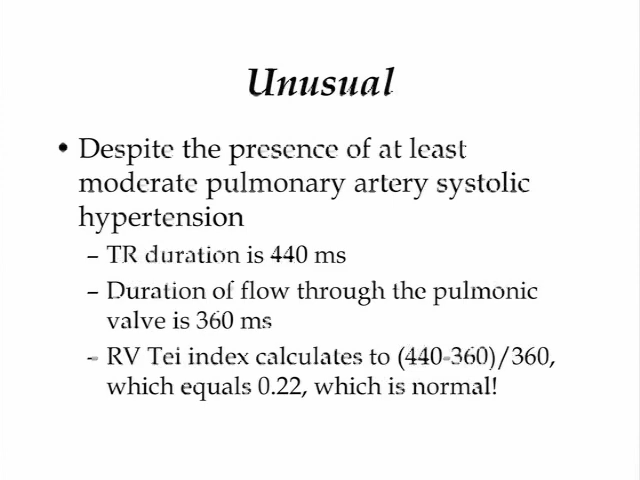 Unusual
• Despite the presence of at least
moderate pulmonary artery systolic
hypertension
– TR duration is 440 ms
– Duration of flow through the pulmonic
valve is 360 ms
– RV Tei index calculates to (440-360)/360,
which equals 0.22, which is normal!